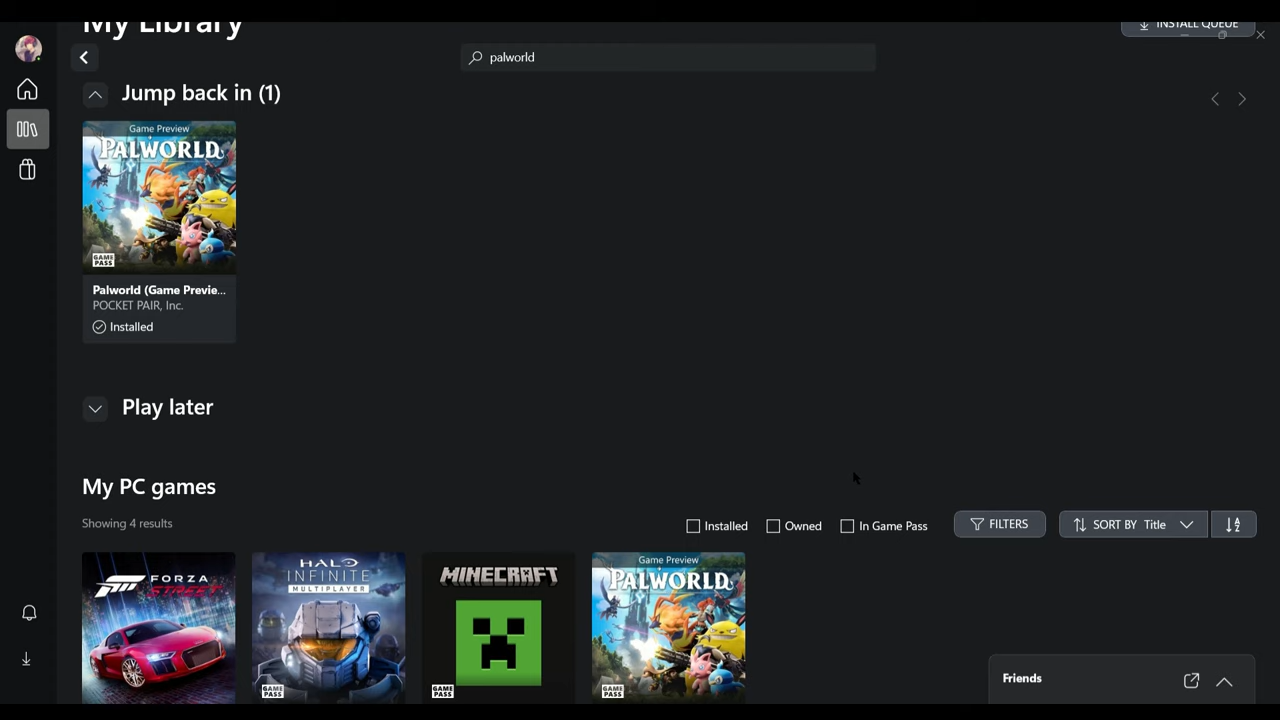 My Library
INSTALL QUEUE
palworld
Jump back in (1)
Game Preview
PALWORLD
GAME PASS
Palworld (Game Previe...
POCKET PAIR, Inc.
Installed
Play later
My PC games
Showing 4 results
Installed
Owned
In Game Pass
FILTERS
SORT BY Title
FORZA
STREET
HALO
INFINITE
MULTIPLAYER
GAME PASS
MINECRAFT
GAME PASS
Game Preview
PALWORLD
GAME PASS
Friends